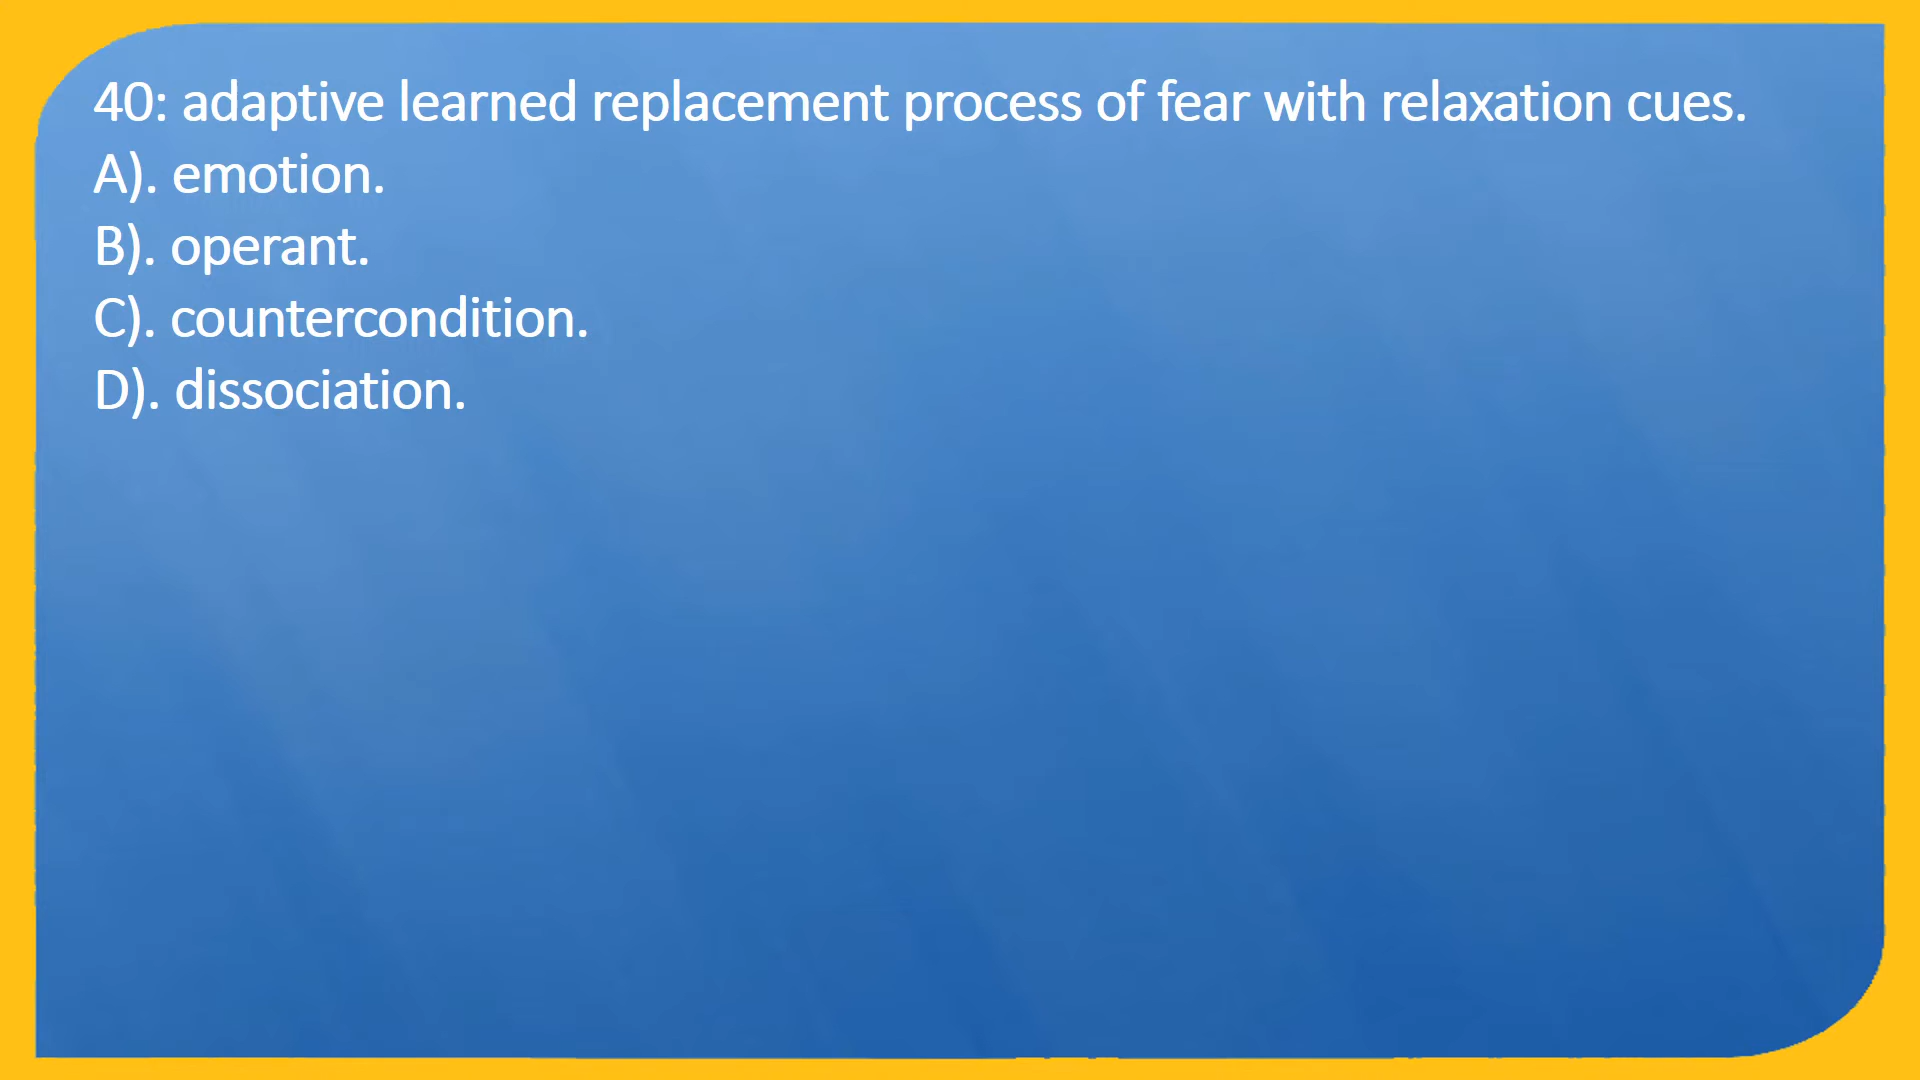 40: adaptive learned replacement process of fear with relaxation cues.
A). emotion.
B). operant.
C). countercondition.
D). dissociation.